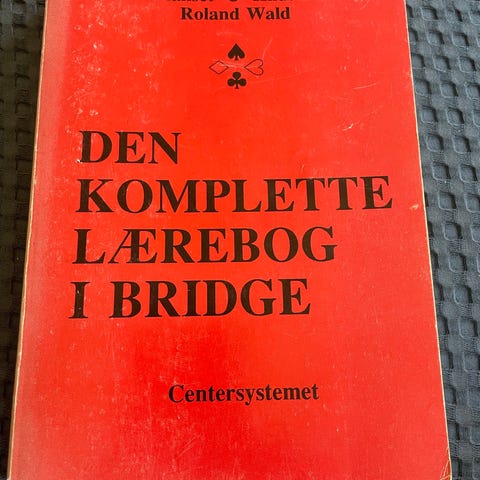 Roland Wald
DEN
KOMPLETTE
LÆREBOG
I BRIDGE
Centersystemet